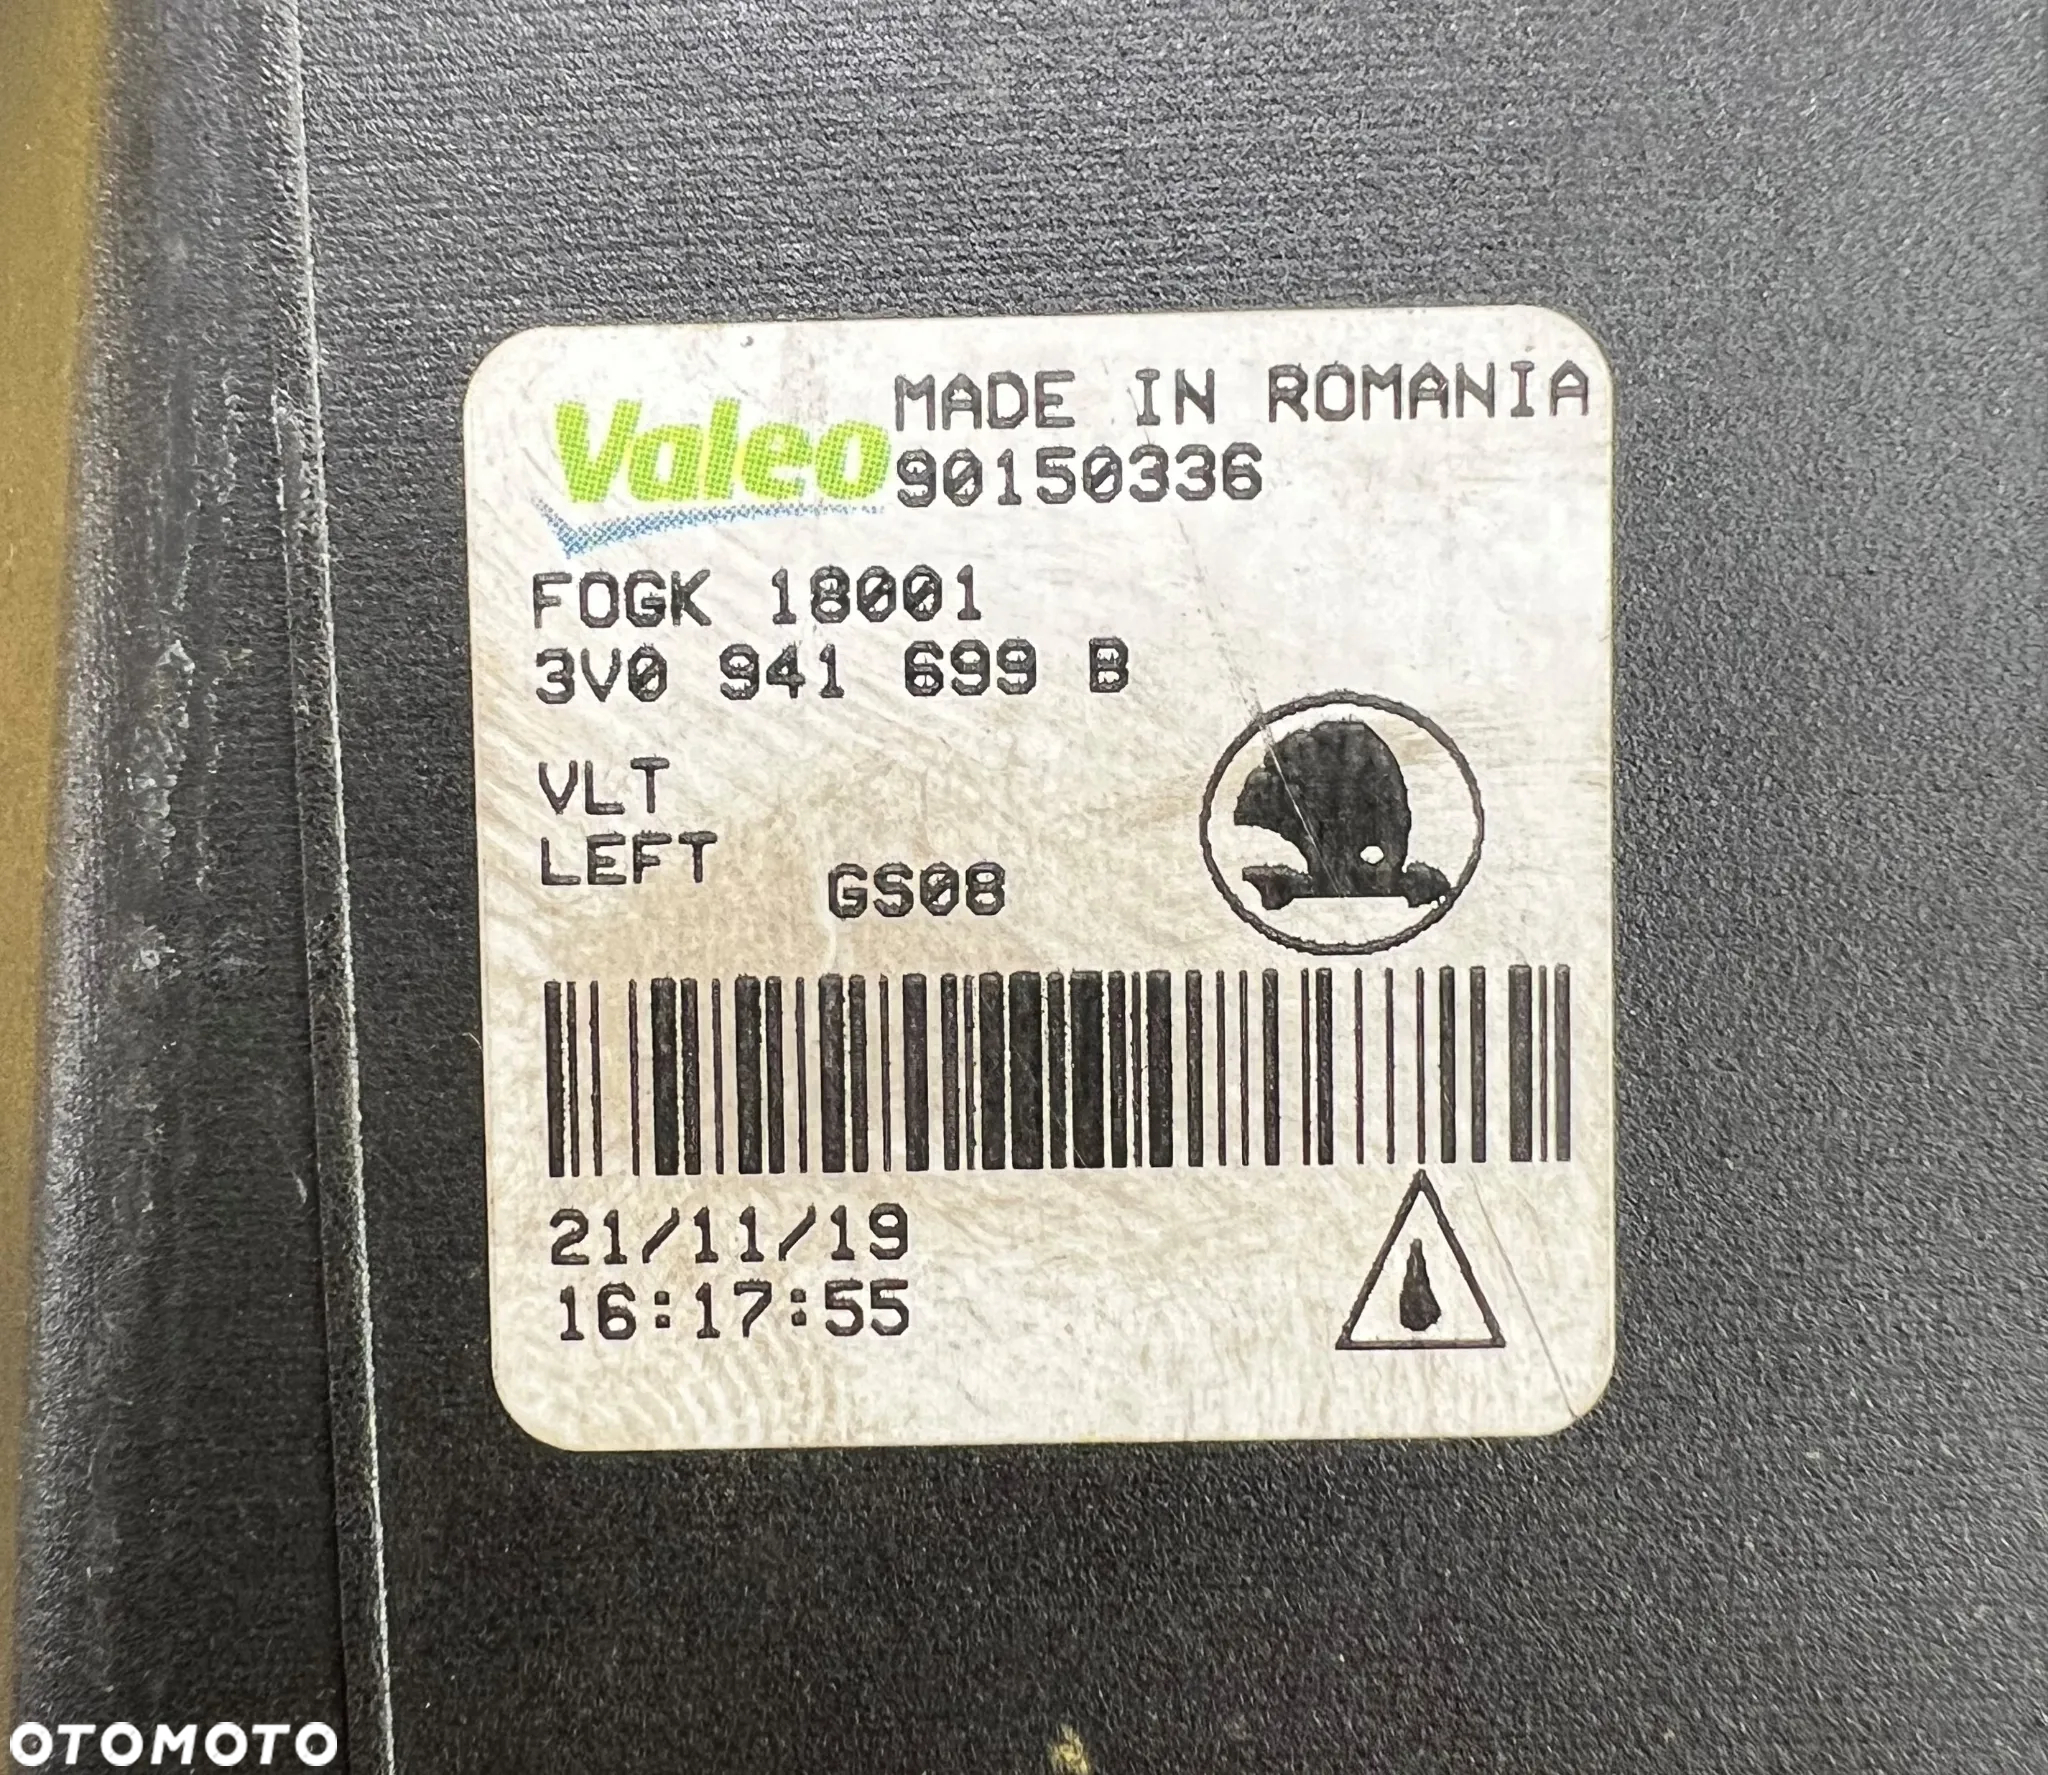 Valeo MADE IN ROMANIA
90150336
FOGK 18001
3V0 941 699 B
VLT
LEFT
GS08
21/11/19
16:17:55
OTOMOTO